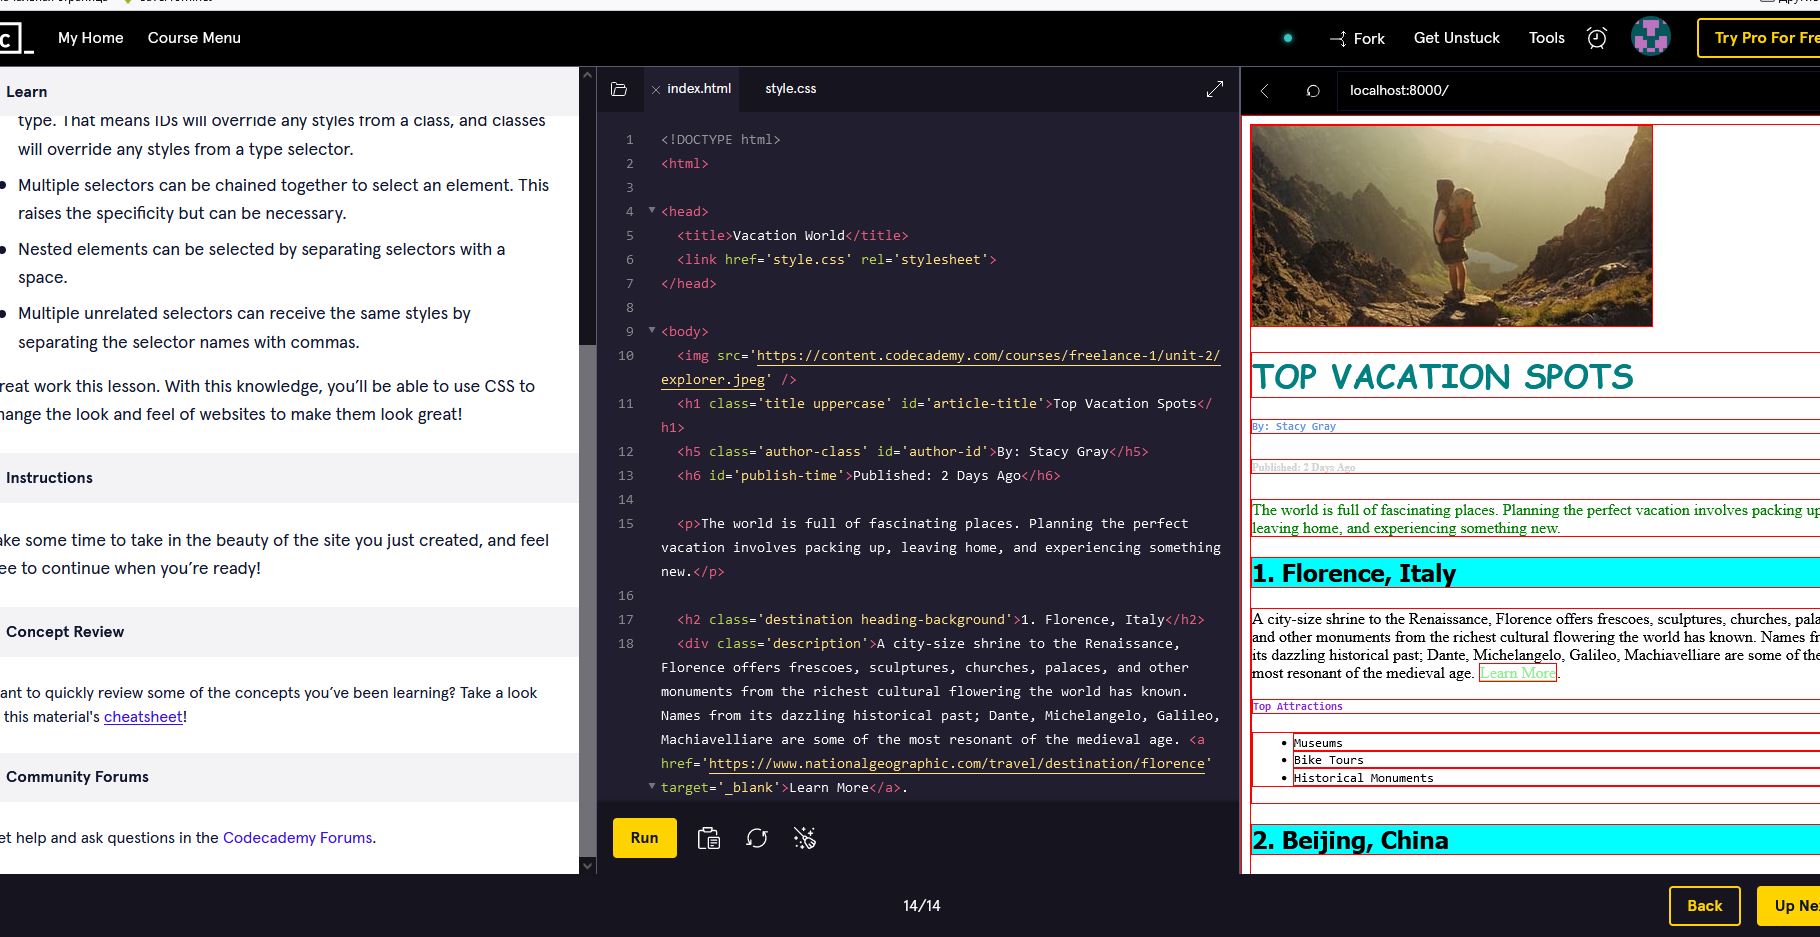 My Home
Course Menu
Fork
Get Unstuck
Tools
Try Pro For Fre
Learn
type. That means IDs will override any styles from a class, and classes
will override any styles from a type selector.
Multiple selectors can be chained together to select an element. This
raises the specificity but can be necessary.
Nested elements can be selected by separating selectors with a
space.
Multiple unrelated selectors can receive the same styles by
separating the selector names with commas.
reat work this lesson. With this knowledge, you’ll be able to use CSS to
hange the look and feel of websites to make them look great!
Instructions
ake some time to take in the beauty of the site you just created, and feel
ee to continue when you’re ready!
Concept Review
ant to quickly review some of the concepts you’ve been learning? Take a look
this material's cheatsheet!
Community Forums
et help and ask questions in the Codecademy Forums.
index.html
style.css
1 <!DOCTYPE html>
2 <html>
3
4 <head>
5 <title>Vacation World</title>
6 <link href='style.css' rel='stylesheet'>
7 </head>
8
9 <body>
10 <img src='https://content.codecademy.com/courses/freelance-1/unit-2/
explorer.jpeg' />
11 <h1 class='title uppercase' id='article-title'>Top Vacation Spots</
h1>
12 <h5 class='author-class' id='author-id'>By: Stacy Gray</h5>
13 <h6 id='publish-time'>Published: 2 Days Ago</h6>
14
15 <p>The world is full of fascinating places. Planning the perfect
vacation involves packing up, leaving home, and experiencing something
new.</p>
16
17 <h2 class='destination heading-background'>1. Florence, Italy</h2>
18 <div class='description'>A city-size shrine to the Renaissance,
Florence offers frescoes, sculptures, churches, palaces, and other
monuments from the richest cultural flowering the world has known.
Names from its dazzling historical past; Dante, Michelangelo, Galileo,
Machiavelliare are some of the most resonant of the medieval age. <a
href='https://www.nationalgeographic.com/travel/destination/florence'
target='_blank'>Learn More</a>.
Run
localhost:8000/
TOP VACATION SPOTS
By: Stacy Gray
Published: 2 Days Ago
The world is full of fascinating places. Planning the perfect vacation involves packing up
leaving home, and experiencing something new.
1. Florence, Italy
A city-size shrine to the Renaissance, Florence offers frescoes, sculptures, churches, pala
and other monuments from the richest cultural flowering the world has known. Names fr
its dazzling historical past; Dante, Michelangelo, Galileo, Machiavelliare are some of the
most resonant of the medieval age. Learn More.
Top Attractions
Museums
Bike Tours
Historical Monuments
2. Beijing, China
14/14
Back
Up Ne